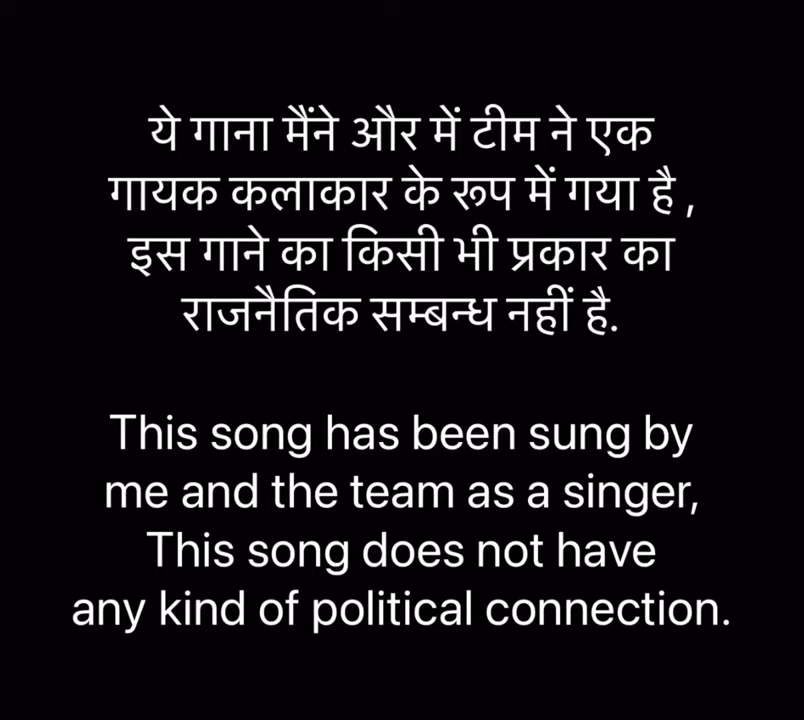 ये गाना मैंने और में टीम ने एक
गायक कलाकार के रूप में गया है ,
इस गाने का किसी भी प्रकार का
राजनैतिक सम्बन्ध नहीं है.
This song has been sung by
me and the team as a singer,
This song does not have
any kind of political connection.